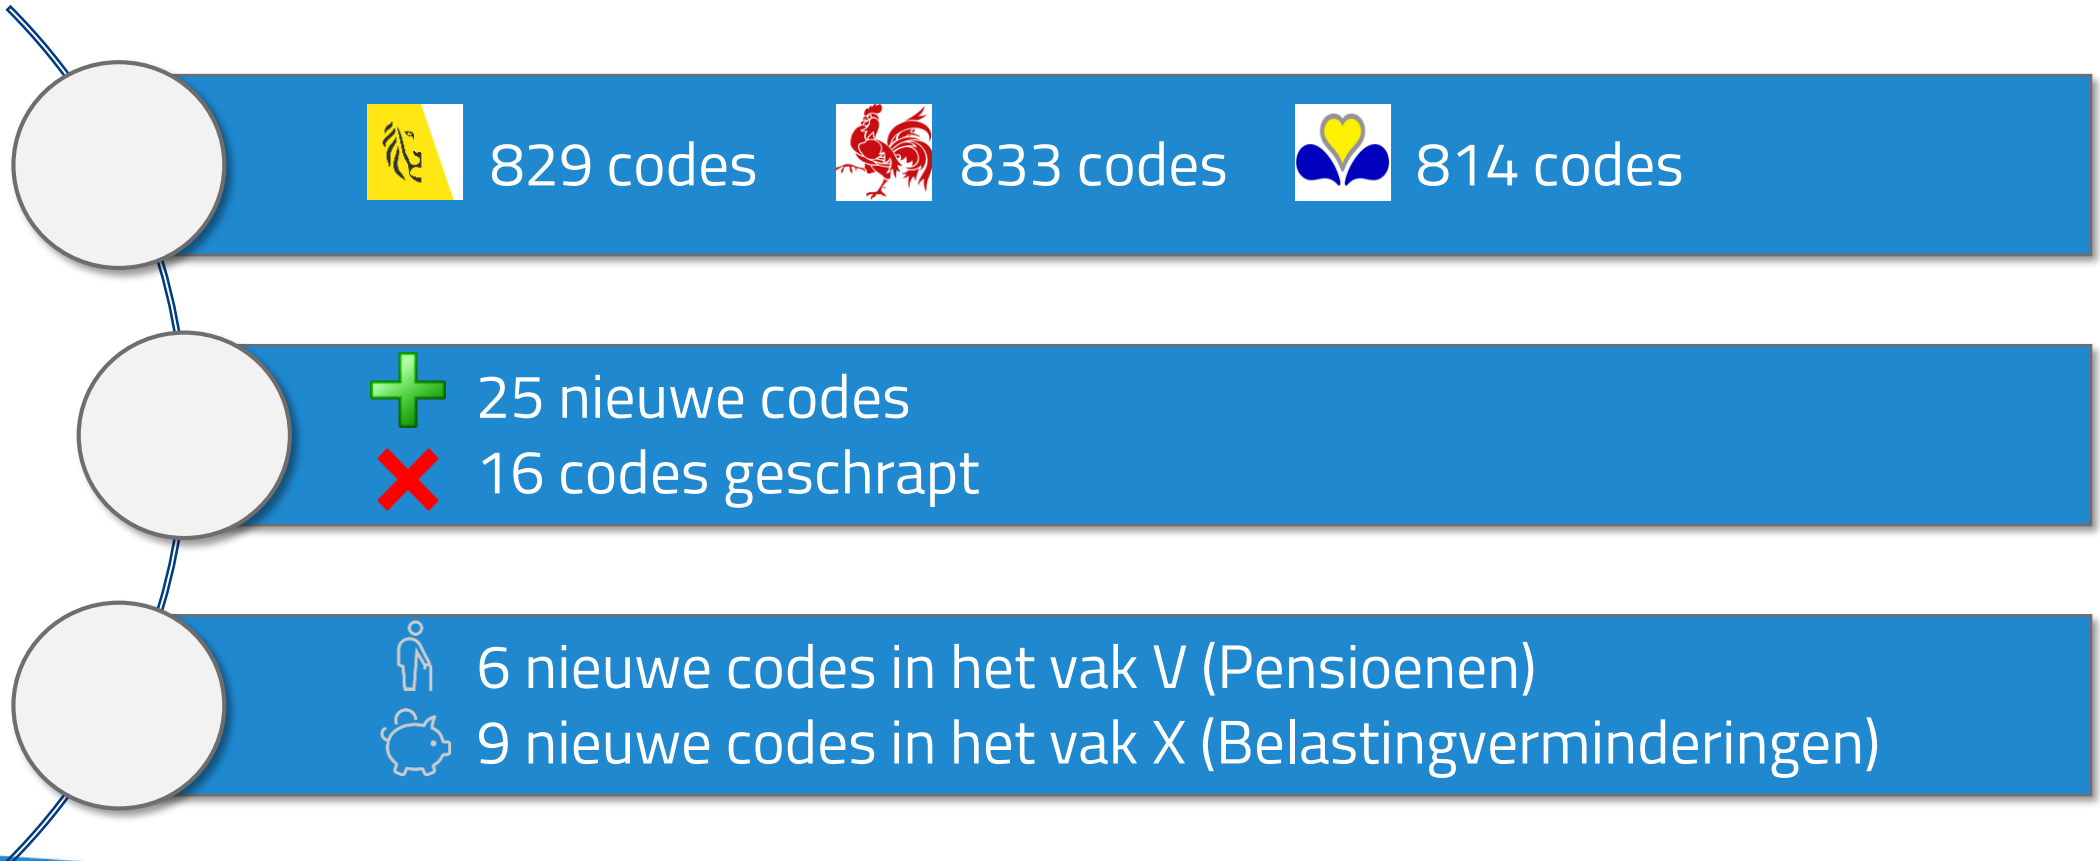 829 codes 833 codes 814 codes
25 nieuwe codes
16 codes geschrapt
6 nieuwe codes in het vak V (Pensioenen)
9 nieuwe codes in het vak X (Belastingverminderingen)